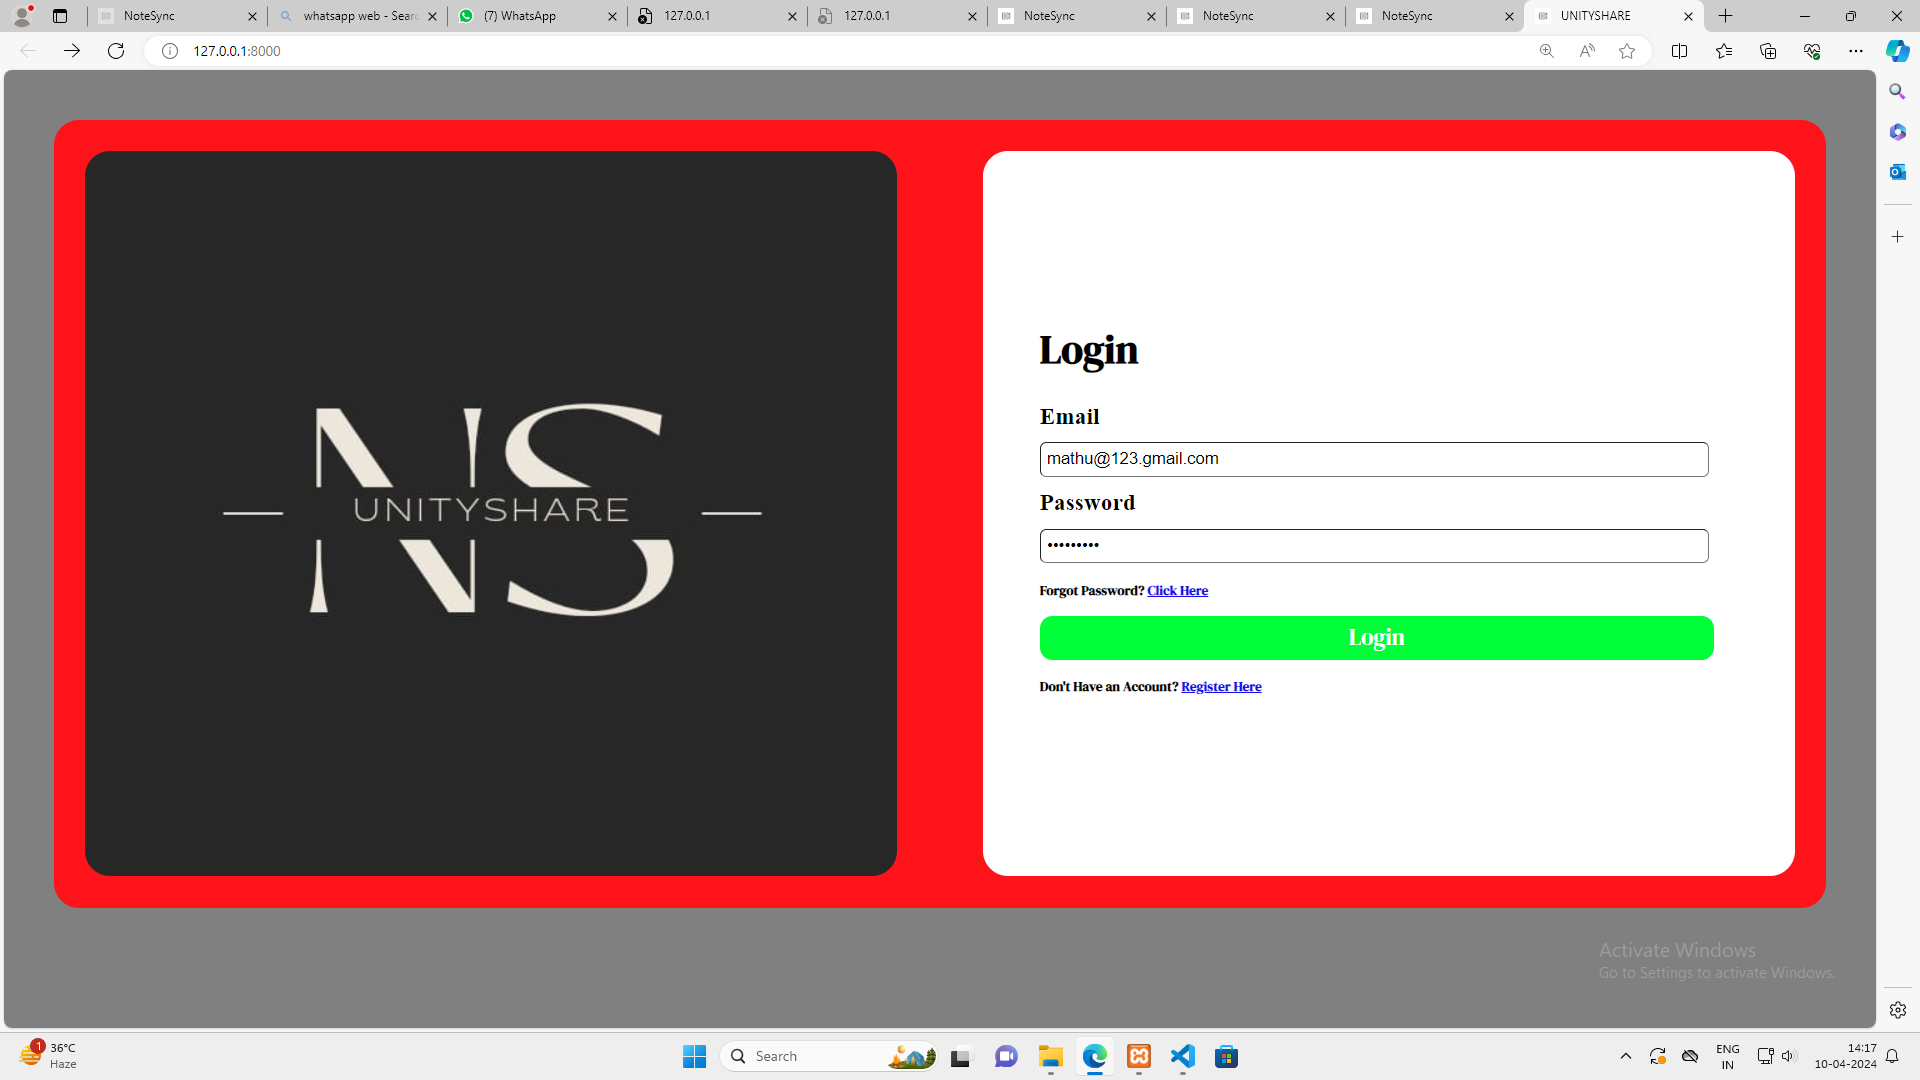 NoteSync
whatsapp web - Sear
(7) WhatsApp
127.0.0.1
127.0.0.1
NoteSync
NoteSync
NoteSync
UNITYSHARE
127.0.0.1:8000
NS
UNITYSHARE
Login
Email
mathu@123.gmail.com
Password
•••••••••
Forgot Password? Click Here
Login
Don't Have an Account? Register Here
Activate Windows
Go to Settings to activate Windows.
1
36°C
Haze
Search
ENG
IN
14:17
10-04-2024